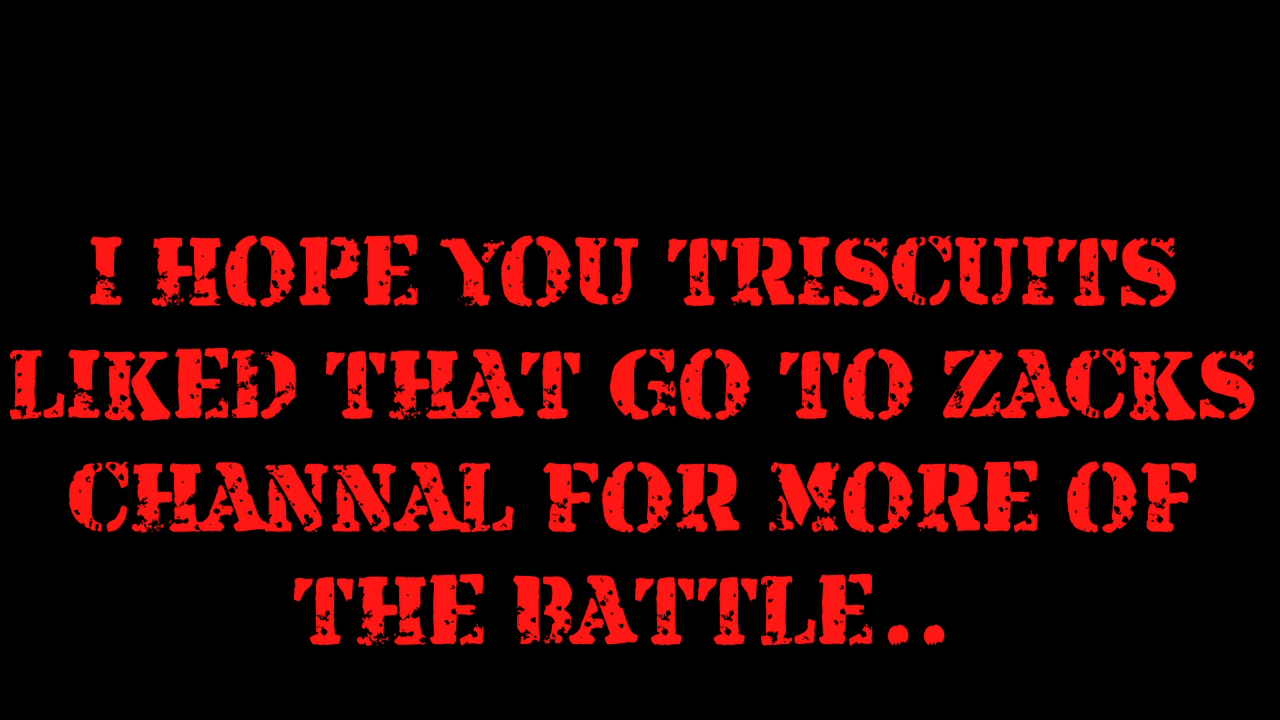 I HOPE YOU TRISCUITS
LIKED THAT GO TO ZACKS
CHANNAL FOR MORE OF
THE BATTLE..